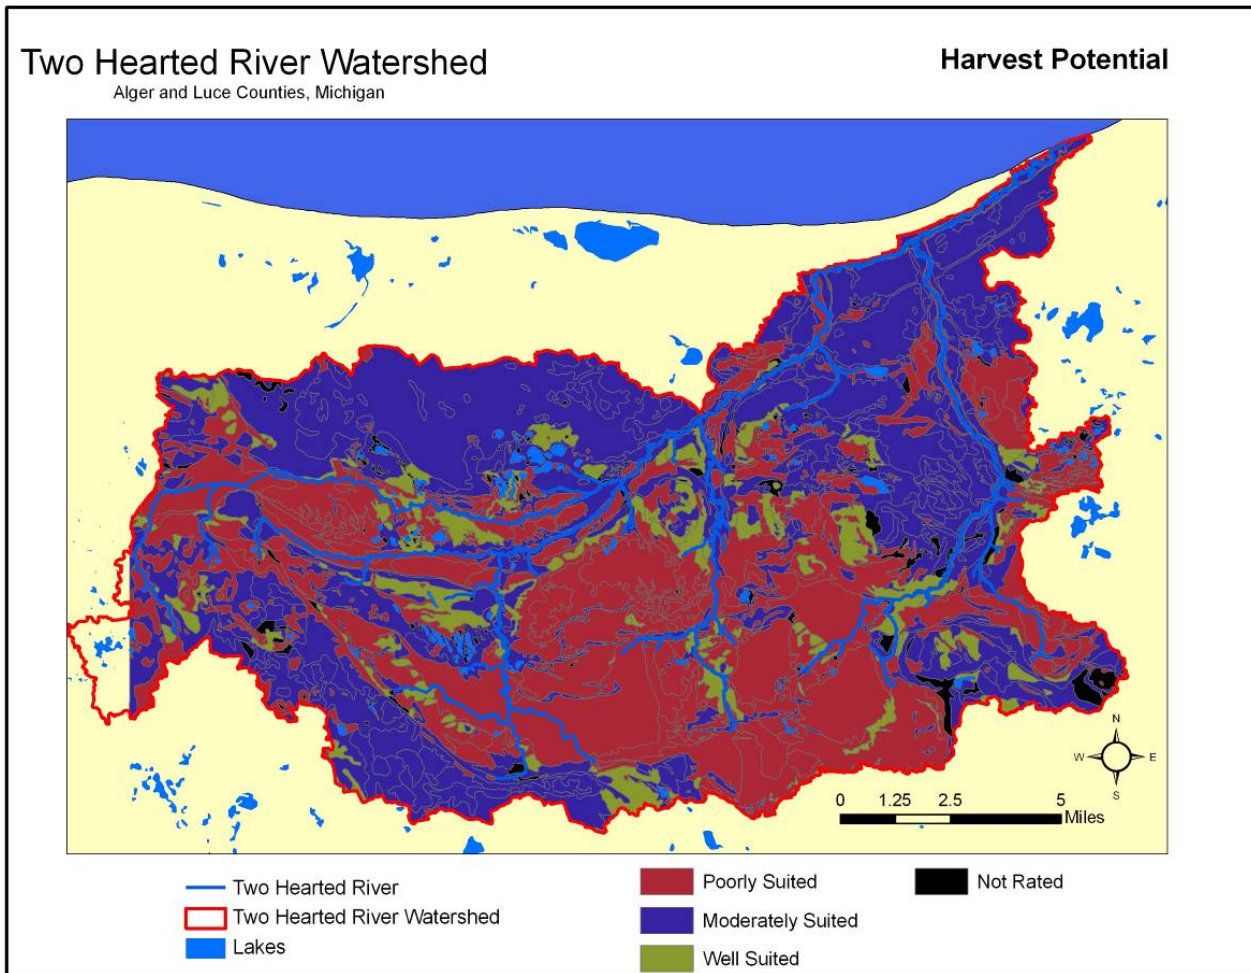 Two Hearted River Watershed
Harvest Potential
Alger and Luce Counties, Michigan
N
W E
S
0 1.25 2.5 5
Miles
Two Hearted River
Two Hearted River Watershed
Lakes
Poorly Suited
Moderately Suited
Well Suited
Not Rated